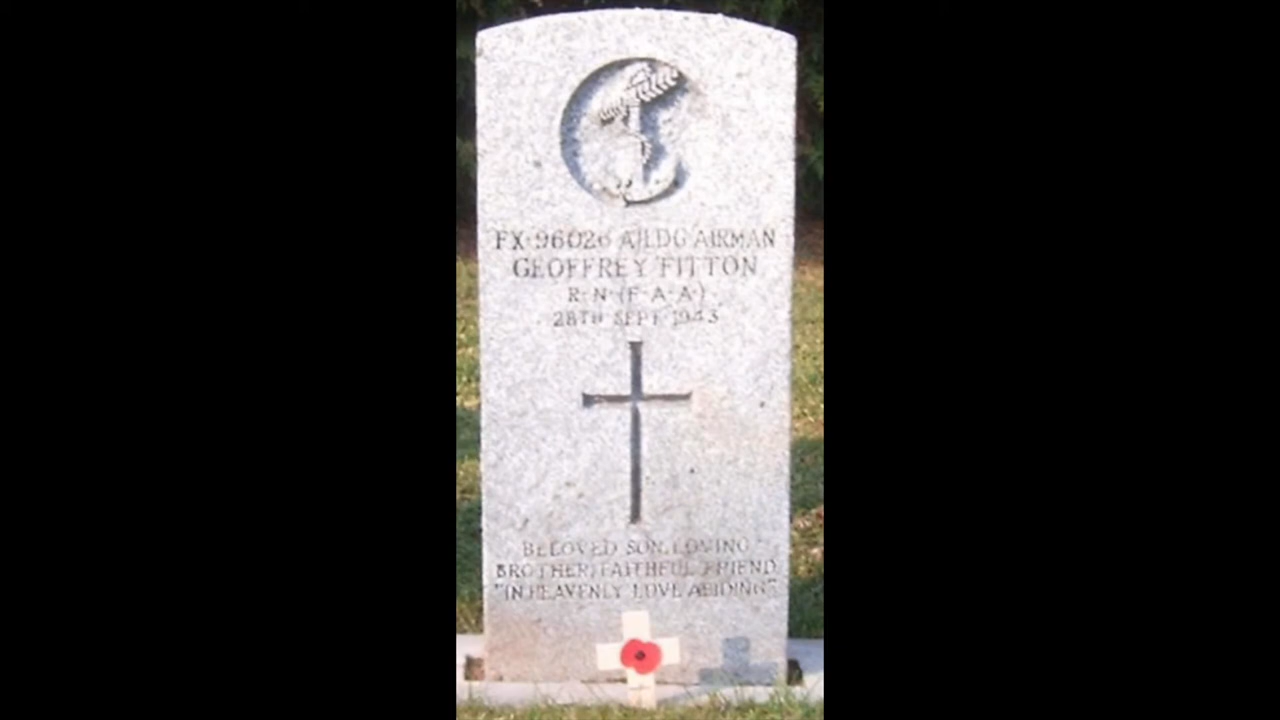 FX·96026 A/LDG AIRMAN
GEOFFREY FITTON
R·N·(F·A·A·)
28TH SEPT 1943
BELOVED SON, LOVING
BROTHER, FAITHFUL FRIEND
"IN HEAVENLY LOVE ABIDING"